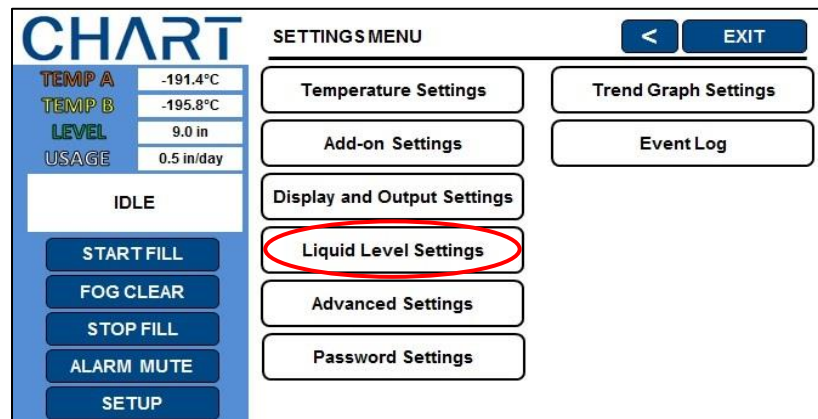 CHART
SETTINGS MENU
<
EXIT
TEMP A
-191.4°C
TEMP B
-195.8°C
LEVEL
9.0 in
USAGE
0.5 in/day
IDLE
START FILL
FOG CLEAR
STOP FILL
ALARM MUTE
SETUP
Temperature Settings
Add-on Settings
Display and Output Settings
Liquid Level Settings
Advanced Settings
Password Settings
Trend Graph Settings
Event Log